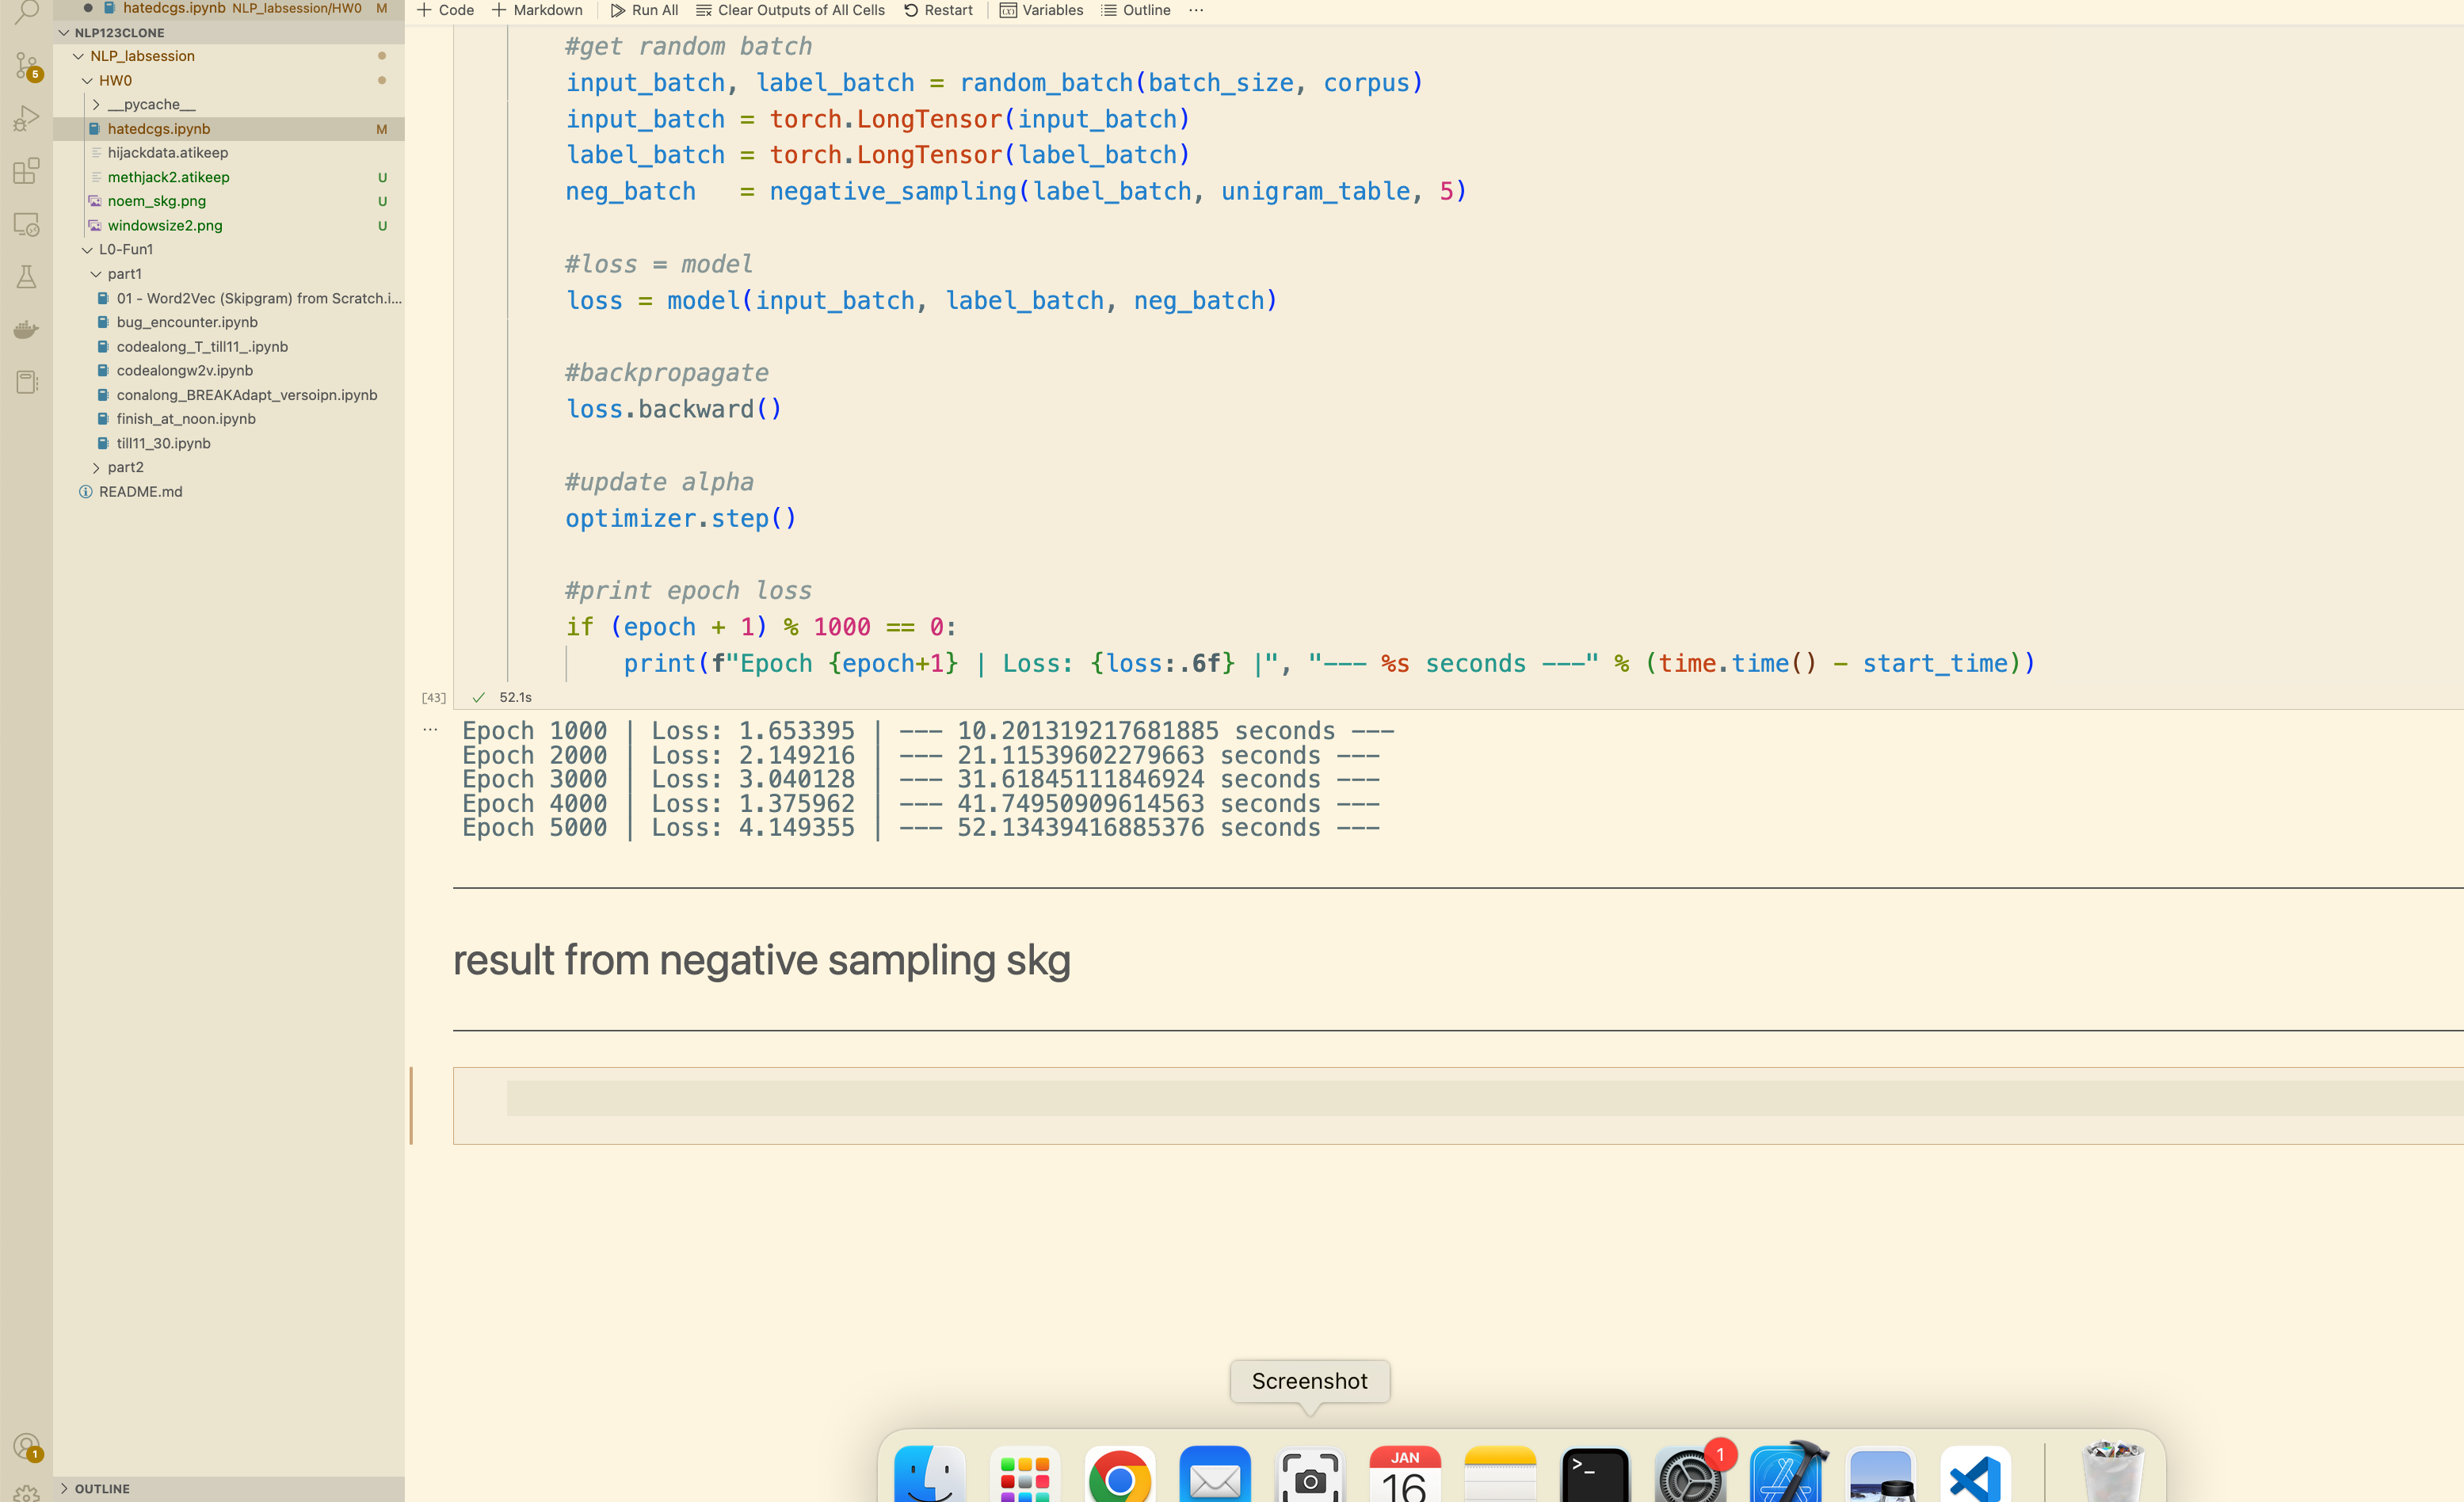 hatedcgs.ipynb NLP_labsession/HW0 M
+ Code + Markdown Run All Clear Outputs of All Cells Restart Variables Outline ...
NLP123CLONE
NLP_labsession
HW0
__pycache__
hatedcgs.ipynb M
hijackdata.atikeep
methjack2.atikeep U
noem_skg.png U
windowsize2.png U
L0-Fun1
part1
01 - Word2Vec (Skipgram) from Scratch.i...
bug_encounter.ipynb
codealong_T_till11_.ipynb
codealongw2v.ipynb
conalong_BREAKAdapt_versoipn.ipynb
finish_at_noon.ipynb
till11_30.ipynb
part2
README.md
OUTLINE
5
1
#get random batch
input_batch, label_batch = random_batch(batch_size, corpus)
input_batch = torch.LongTensor(input_batch)
label_batch = torch.LongTensor(label_batch)
neg_batch   = negative_sampling(label_batch, unigram_table, 5)
#loss = model
loss = model(input_batch, label_batch, neg_batch)
#backpropagate
loss.backward()
#update alpha
optimizer.step()
#print epoch loss
if (epoch + 1) % 1000 == 0:
print(f"Epoch {epoch+1} | Loss: {loss:.6f} |", "--- %s seconds ---" % (time.time() - start_time))
[43] ✓ 52.1s
...
Epoch 1000 | Loss: 1.653395 | --- 10.201319217681885 seconds ---
Epoch 2000 | Loss: 2.149216 | --- 21.11539602279663 seconds ---
Epoch 3000 | Loss: 3.040128 | --- 31.61845111846924 seconds ---
Epoch 4000 | Loss: 1.375962 | --- 41.74950909614563 seconds ---
Epoch 5000 | Loss: 4.149355 | --- 52.13439416885376 seconds ---
result from negative sampling skg
Screenshot
JAN
16
>_
1